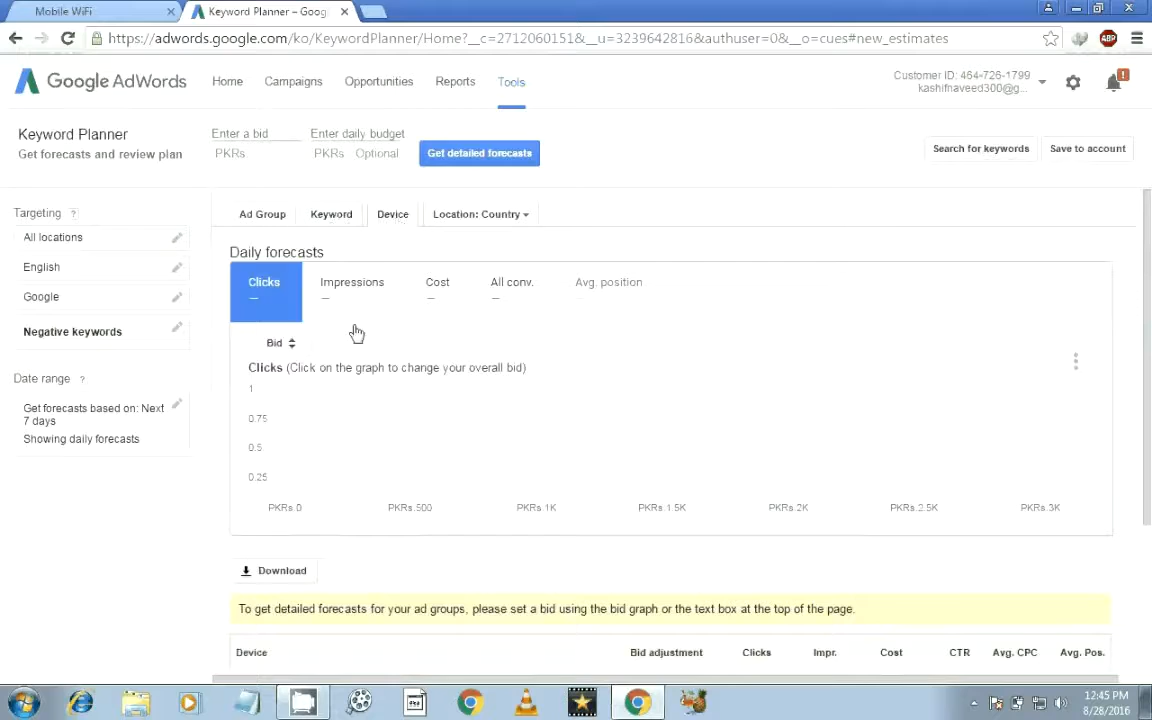 Mobile WiFi
Keyword Planner – Goog
https://adwords.google.com/ko/KeywordPlanner/Home?__c=2712060151&__u=3239642816&authuser=0&__o=cues#new_estimates
ABP
Google AdWords
Home
Campaigns
Opportunities
Reports
Tools
Customer ID: 464-726-1799
kashifnaveed300@g...
!
Keyword Planner
Get forecasts and review plan
Enter a bid
PKRs
Enter daily budget
PKRs Optional
Get detailed forecasts
Search for keywords
Save to account
Targeting ?
All locations
English
Google
Negative keywords
Date range ?
Get forecasts based on: Next
7 days
Showing daily forecasts
Ad Group
Keyword
Device
Location: Country
Daily forecasts
Clicks
–
Impressions
–
Cost
–
All conv.
–
Avg. position
Bid
Clicks (Click on the graph to change your overall bid)
1
0.75
0.5
0.25
PKRs.0
PKRs.500
PKRs.1K
PKRs.1.5K
PKRs.2K
PKRs.2.5K
PKRs.3K
Download
To get detailed forecasts for your ad groups, please set a bid using the bid graph or the text box at the top of the page.
Device
Bid adjustment
Clicks
Impr.
Cost
CTR
Avg. CPC
Avg. Pos.
12:45 PM
8/28/2016